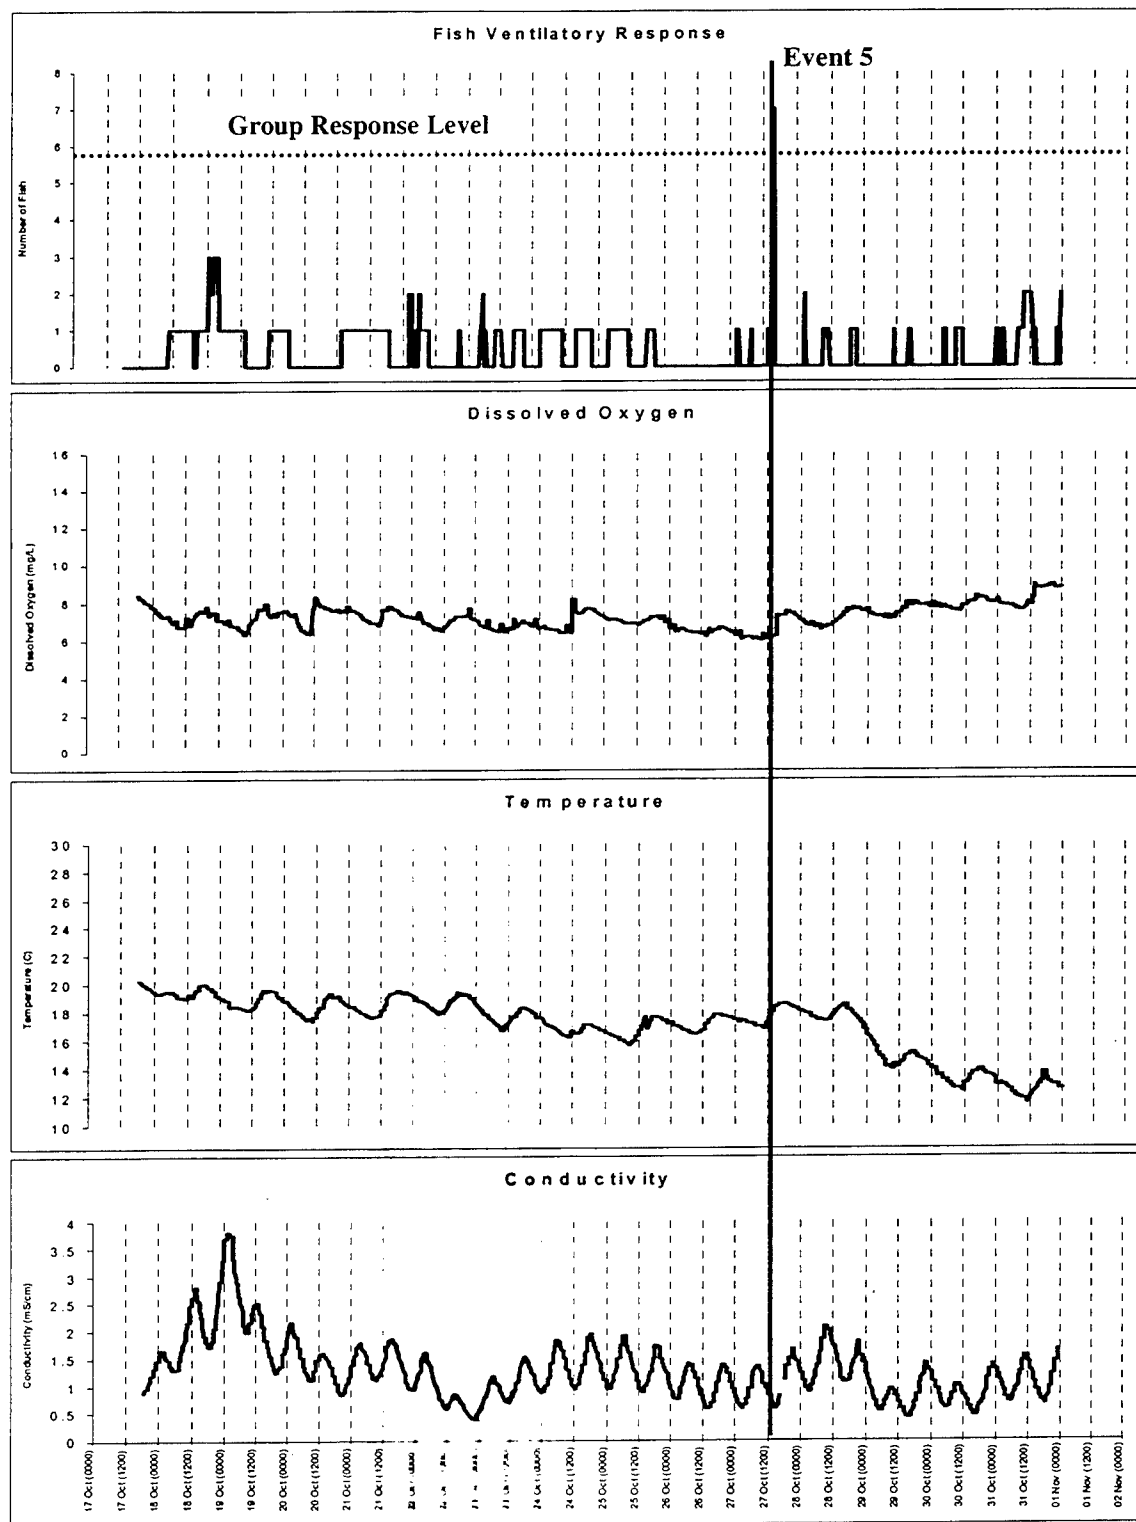 Fish Ventilatory Response
Event 5
8
7
Group Response Level
6
5
4
3
2
1
0
Number of Fish
Dissolved Oxygen
16
14
12
10
8
6
4
2
0
Dissolved Oxygen (mg/L)
Temperature
30
28
26
24
22
20
18
16
14
12
10
Temperature (C)
Conductivity
4
3.5
3
2.5
2
1.5
1
0.5
0
Conductivity (mS/cm)
17 Oct (0000)
17 Oct (1200)
18 Oct (0000)
18 Oct (1200)
19 Oct (0000)
19 Oct (1200)
20 Oct (0000)
20 Oct (1200)
21 Oct (0000)
21 Oct (1200)
24 Oct (0000)
24 Oct (1200)
25 Oct (0000)
25 Oct (1200)
26 Oct (0000)
26 Oct (1200)
27 Oct (0000)
27 Oct (1200)
28 Oct (0000)
28 Oct (1200)
29 Oct (0000)
29 Oct (1200)
30 Oct (0000)
30 Oct (1200)
31 Oct (0000)
31 Oct (1200)
01 Nov (0000)
01 Nov (1200)
02 Nov (0000)